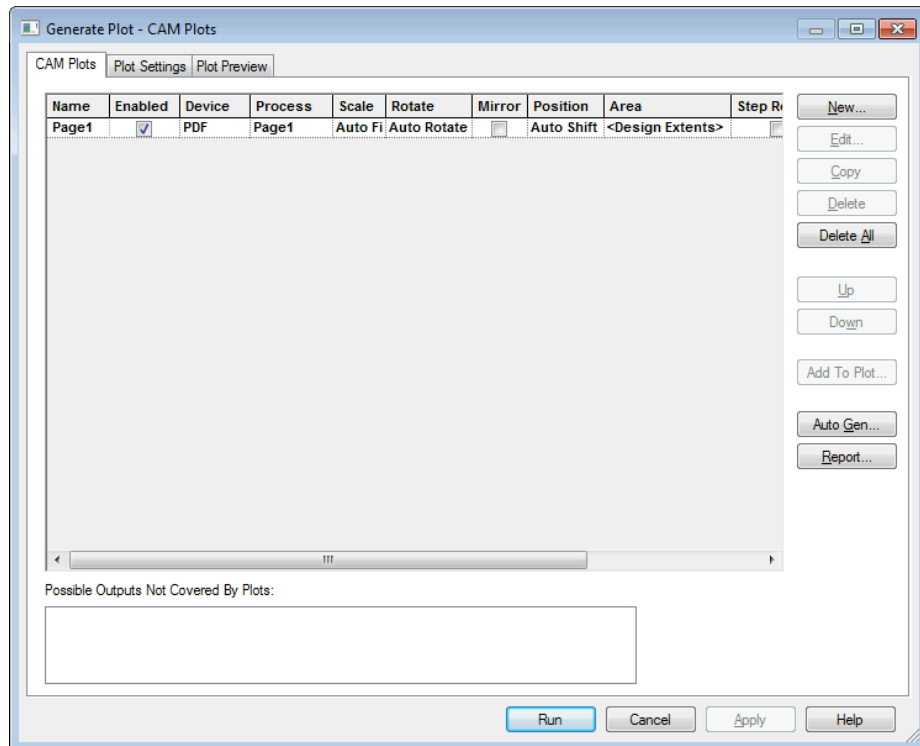 Generate Plot - CAM Plots
CAM Plots Plot Settings Plot Preview
Name Enabled Device Process Scale Rotate Mirror Position Area Step Re
Page1 PDF Page1 Auto Fi Auto Rotate Auto Shift <Design Extents>
New...
Edit...
Copy
Delete
Delete All
Up
Down
Add To Plot...
Auto Gen...
Report...
Possible Outputs Not Covered By Plots:
Run Cancel Apply Help